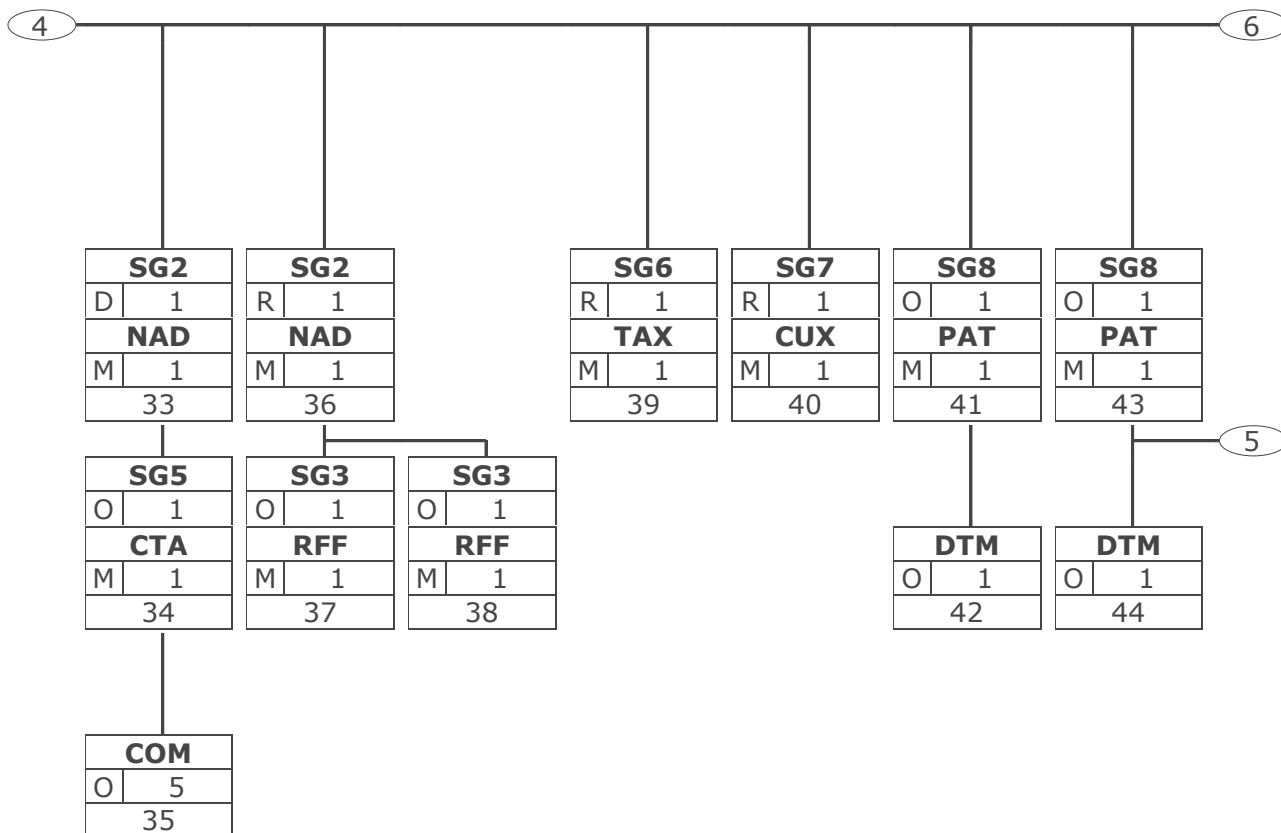 4 6
SG2 SG2 SG6 SG7 SG8 SG8
D 1 R 1 R 1 R 1 O 1 O 1
NAD NAD TAX CUX PAT PAT
M 1 M 1 M 1 M 1 M 1 M 1
33 36 39 40 41 43
5
SG5 SG3 SG3
O 1 O 1 O 1
CTA RFF RFF DTM DTM
M 1 M 1 M 1 O 1 O 1
34 37 38 42 44
COM
O 5
35